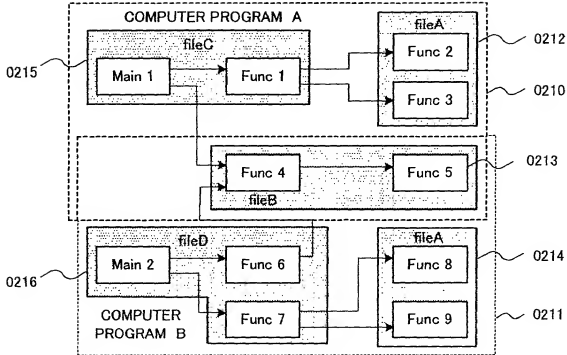 COMPUTER PROGRAM A
fileA
fileC
Func 2
0212
0215
Main 1
Func 1
Func 3
0210
Func 4
Func 5
0213
fileB
fileD
fileA
Main 2
Func 6
Func 8
0214
0216
COMPUTER
PROGRAM B
Func 7
Func 9
0211